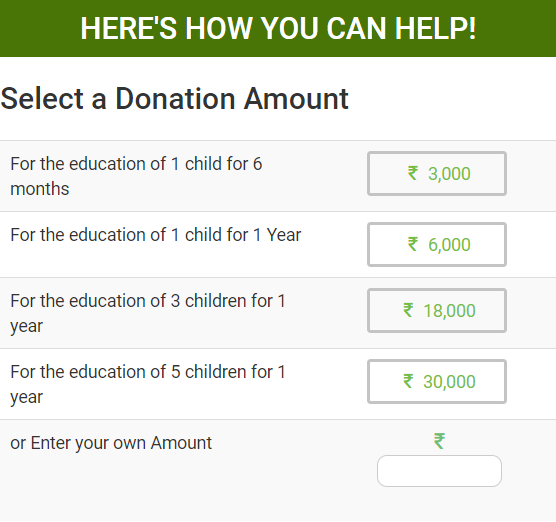 HERE'S HOW YOU CAN HELP!
Select a Donation Amount
For the education of 1 child for 6
months
₹ 3,000
For the education of 1 child for 1 Year
₹ 6,000
For the education of 3 children for 1
year
₹ 18,000
For the education of 5 children for 1
year
₹ 30,000
or Enter your own Amount
₹